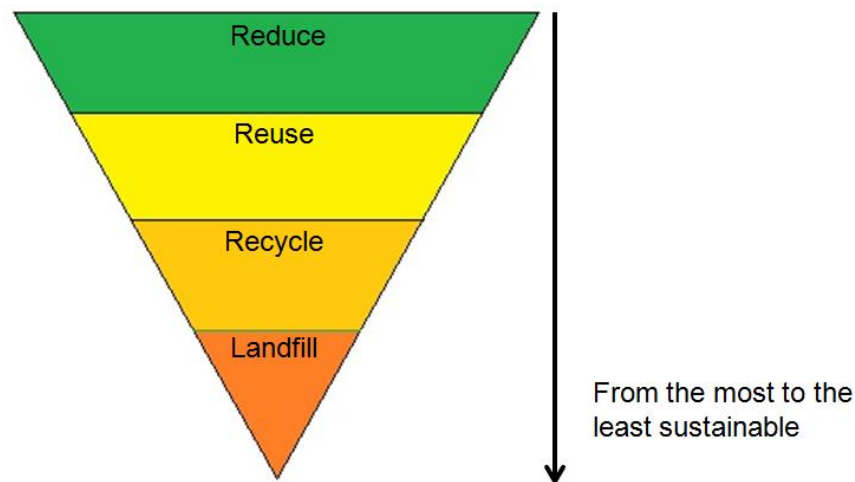 Reduce
Reuse
Recycle
Landfill
From the most to the
least sustainable